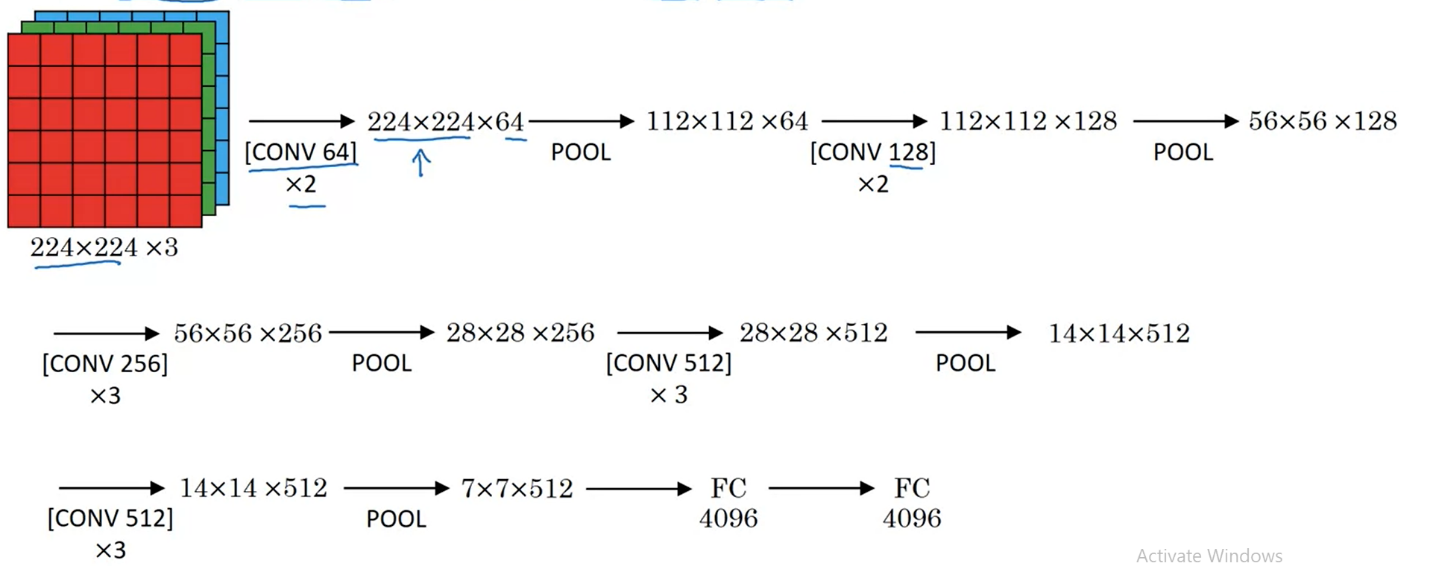 224×224×64 112×112 ×64 112×112 ×128 56×56 ×128
[CONV 64] POOL [CONV 128] POOL
×2 ×2
224×224 ×3
56×56 ×256 28×28 ×256 28×28 ×512 14×14×512
[CONV 256] POOL [CONV 512] POOL
×3 × 3
14×14 ×512 7×7×512 FC FC
[CONV 512] POOL 4096 4096
×3
Activate Windows